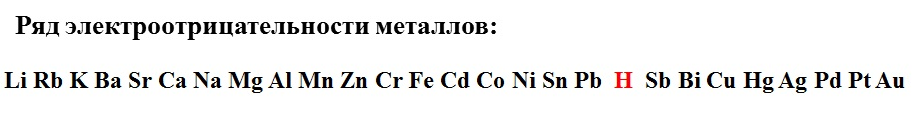 Ряд электроотрицательности металлов:
Li Rb K Ba Sr Ca Na Mg Al Mn Zn Cr Fe Cd Co Ni Sn Pb H Sb Bi Cu Hg Ag Pd Pt Au